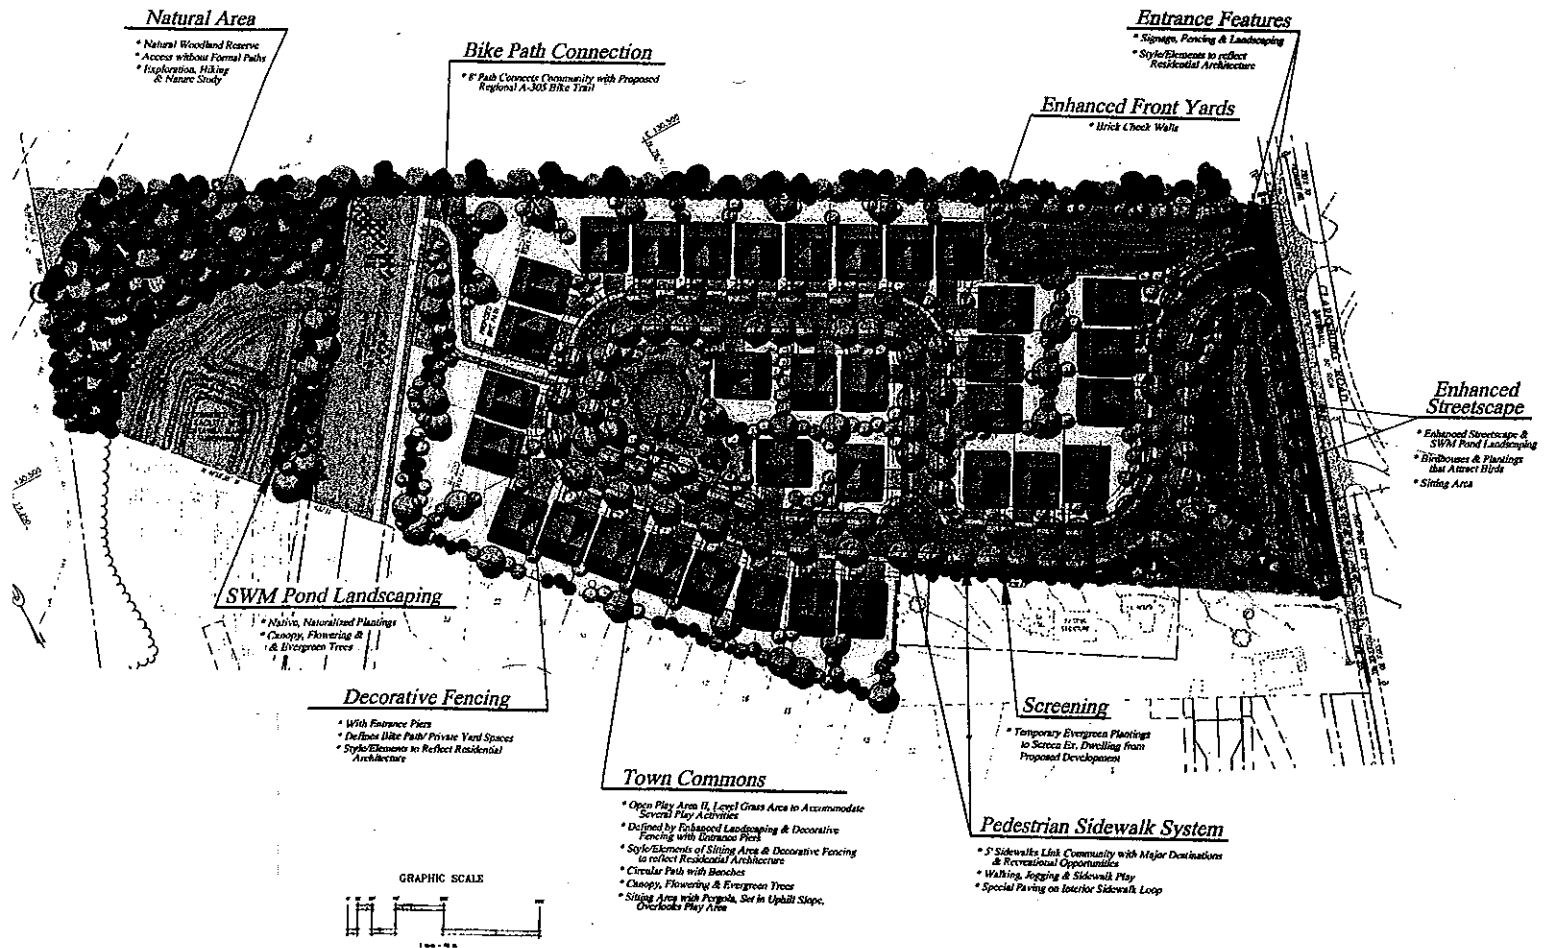 Natural Area
* Natural Woodland Reserve
* Access without Formal Paths
* Exploration, Hiking
& Nature Study
Bike Path Connection
* 8' Path Connects Community with Proposed
Regional A-305 Bike Trail
Entrance Features
* Signage, Fencing & Landscaping
* Style/Elements to reflect
Residential Architecture
Enhanced Front Yards
* Brick Cheek Walls
Enhanced
Streetscape
* Enhanced Streetscape &
SWM Pond Landscaping
* Birdhouses & Plantings
that Attract Birds
* Sitting Area
SWM Pond Landscaping
* Native, Naturalized Plantings
* Canopy, Flowering &
& Evergreen Trees
Decorative Fencing
* With Entrance Piers
* Defines Bike Path/Private Yard Spaces
* Style/Elements to Reflect Residential
Architecture
Town Commons
* Open Play Area II, Level Grass Area to Accommodate
Several Play Activities
* Defined by Enhanced Landscaping & Decorative
Fencing with Entrance Piers
* Style/Elements of Sitting Area & Decorative Fencing
to reflect Residential Architecture
* Circular Path with Benches
* Canopy, Flowering & Evergreen Trees
* Sitting Area with Pergola, Set in Uphill Slope,
Overlooks Play Area
Screening
* Temporary Evergreen Plantings
to Screen Ex. Dwelling from
Proposed Development
Pedestrian Sidewalk System
* 5' Sidewalks Link Community with Major Destinations
& Recreational Opportunities
* Walking, Jogging & Sidewalk Play
* Special Paving on Interior Sidewalk Loop
GRAPHIC SCALE